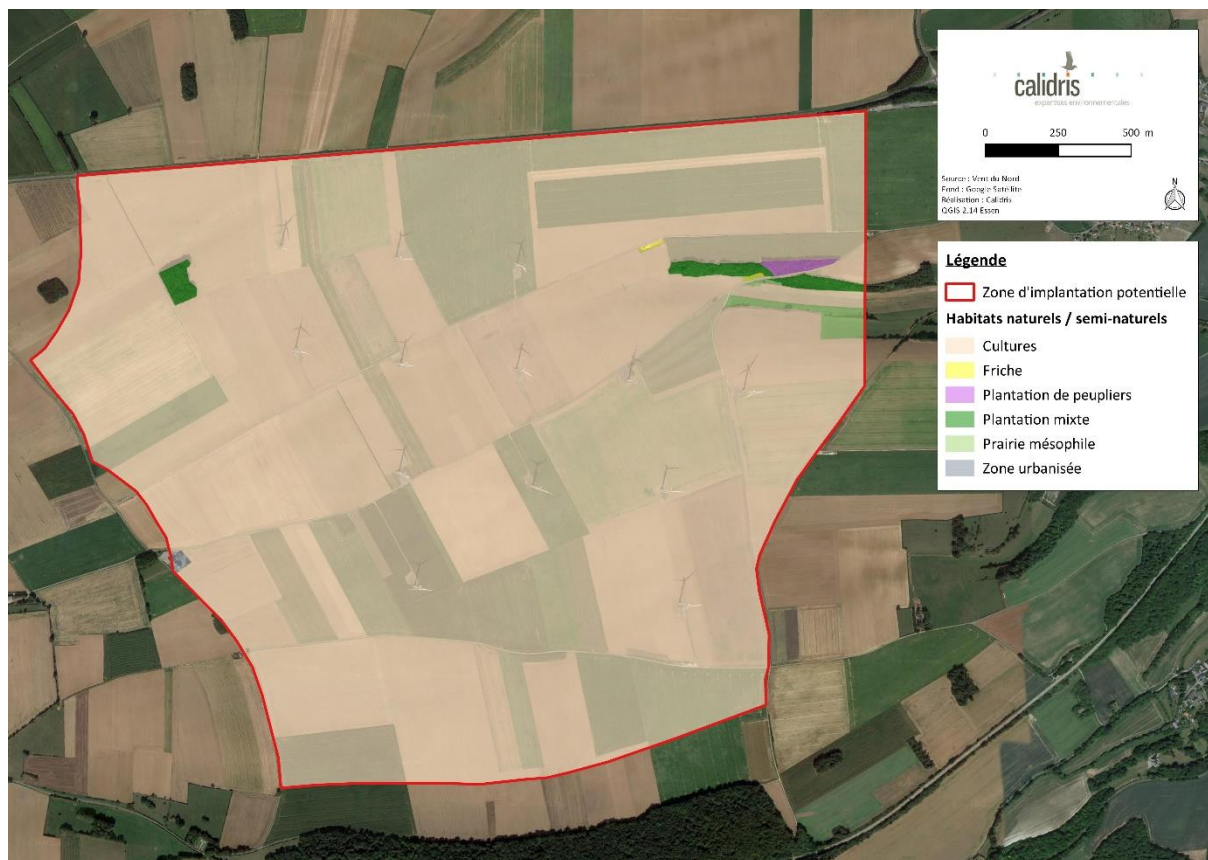 calidris
expertises environnementales
0 250 500 m
Source : Vent du Nord
Fond : Google Satélite
Réalisation : Calidris
QGIS 2.14 Essen
N
Légende
Zone d'implantation potentielle
Habitats naturels / semi-naturels
Cultures
Friche
Plantation de peupliers
Plantation mixte
Prairie mésophile
Zone urbanisée